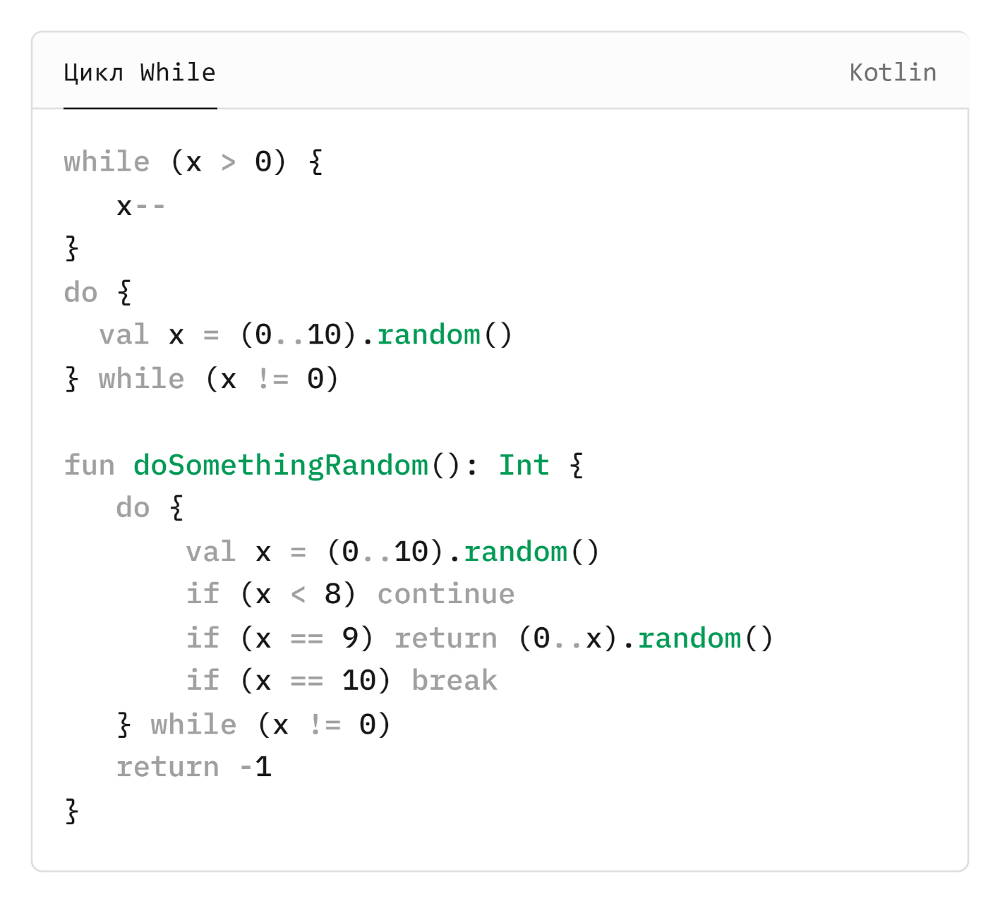 Цикл While
Kotlin
while (x > 0) {
   x--
}
do {
  val x = (0..10).random()
} while (x != 0)

fun doSomethingRandom(): Int {
   do {
       val x = (0..10).random()
       if (x < 8) continue
       if (x == 9) return (0..x).random()
       if (x == 10) break
   } while (x != 0)
   return -1
}